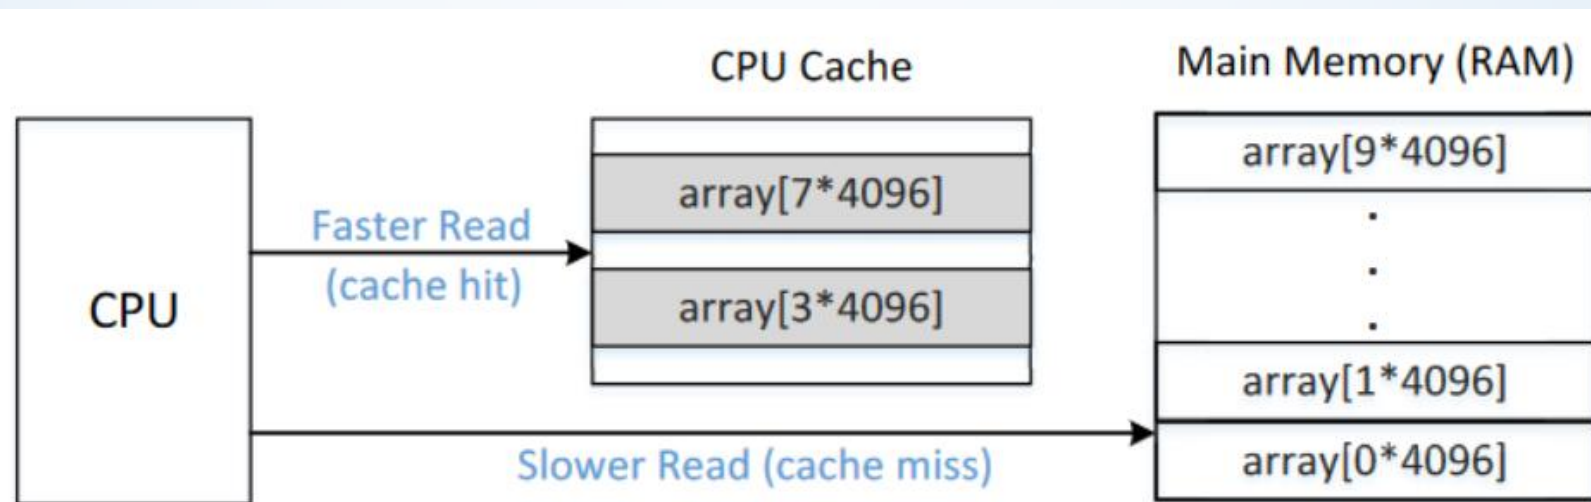 CPU Cache
Main Memory (RAM)
CPU
Faster Read
(cache hit)
array[7*4096]
array[3*4096]
Slower Read (cache miss)
array[9*4096]
.
.
.
array[1*4096]
array[0*4096]